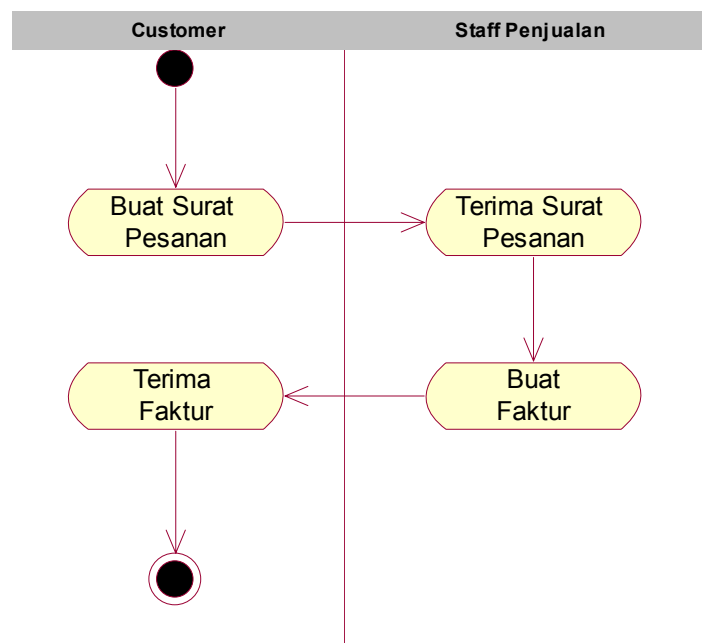 Customer
Staff Penjualan
Buat Surat
Pesanan
Terima Surat
Pesanan
Terima
Faktur
Buat
Faktur